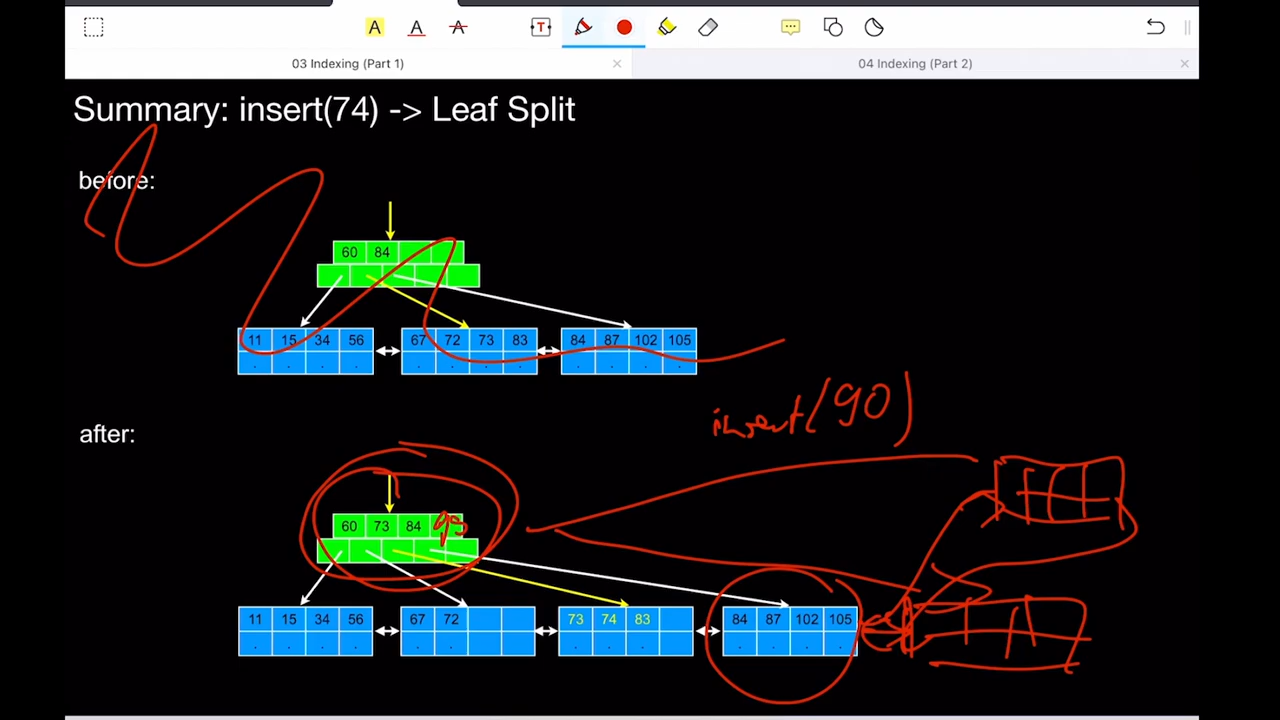 A A A T
03 Indexing (Part 1) × 04 Indexing (Part 2) ×
Summary: insert(74) -> Leaf Split
before:
60 84
11 15 34 56 67 72 73 83 84 87 102 105
. . . . . . . . . . . .
insert(90)
after:
60 73 84
11 15 34 56 67 72 73 74 83 84 87 102 105
. . . . . . . . . . . . .